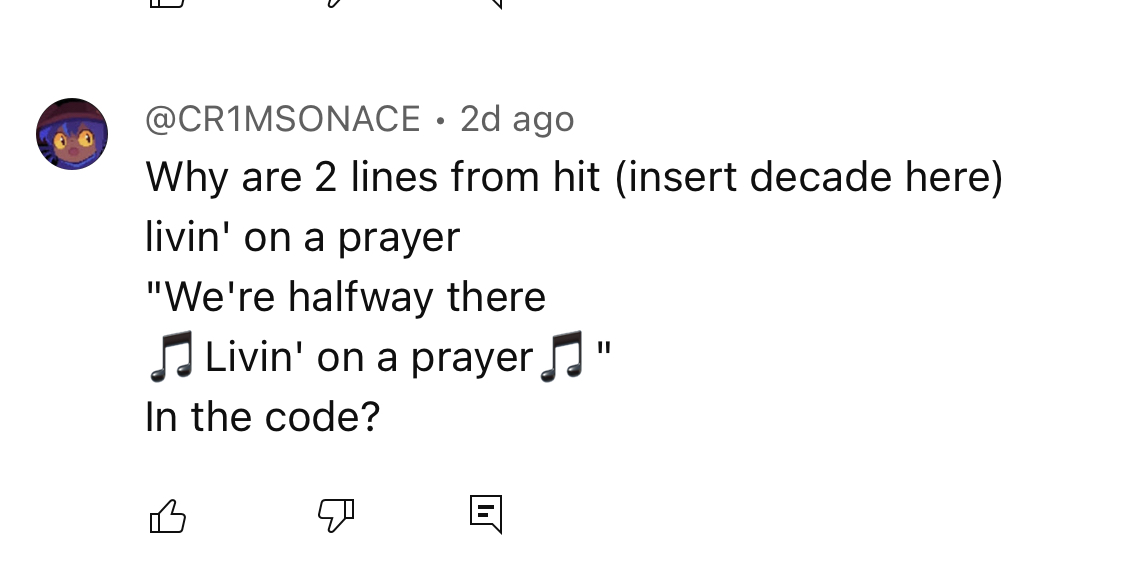 @CR1MSONACE • 2d ago
Why are 2 lines from hit (insert decade here)
livin' on a prayer
"We're halfway there
🎵Livin' on a prayer🎵"
In the code?